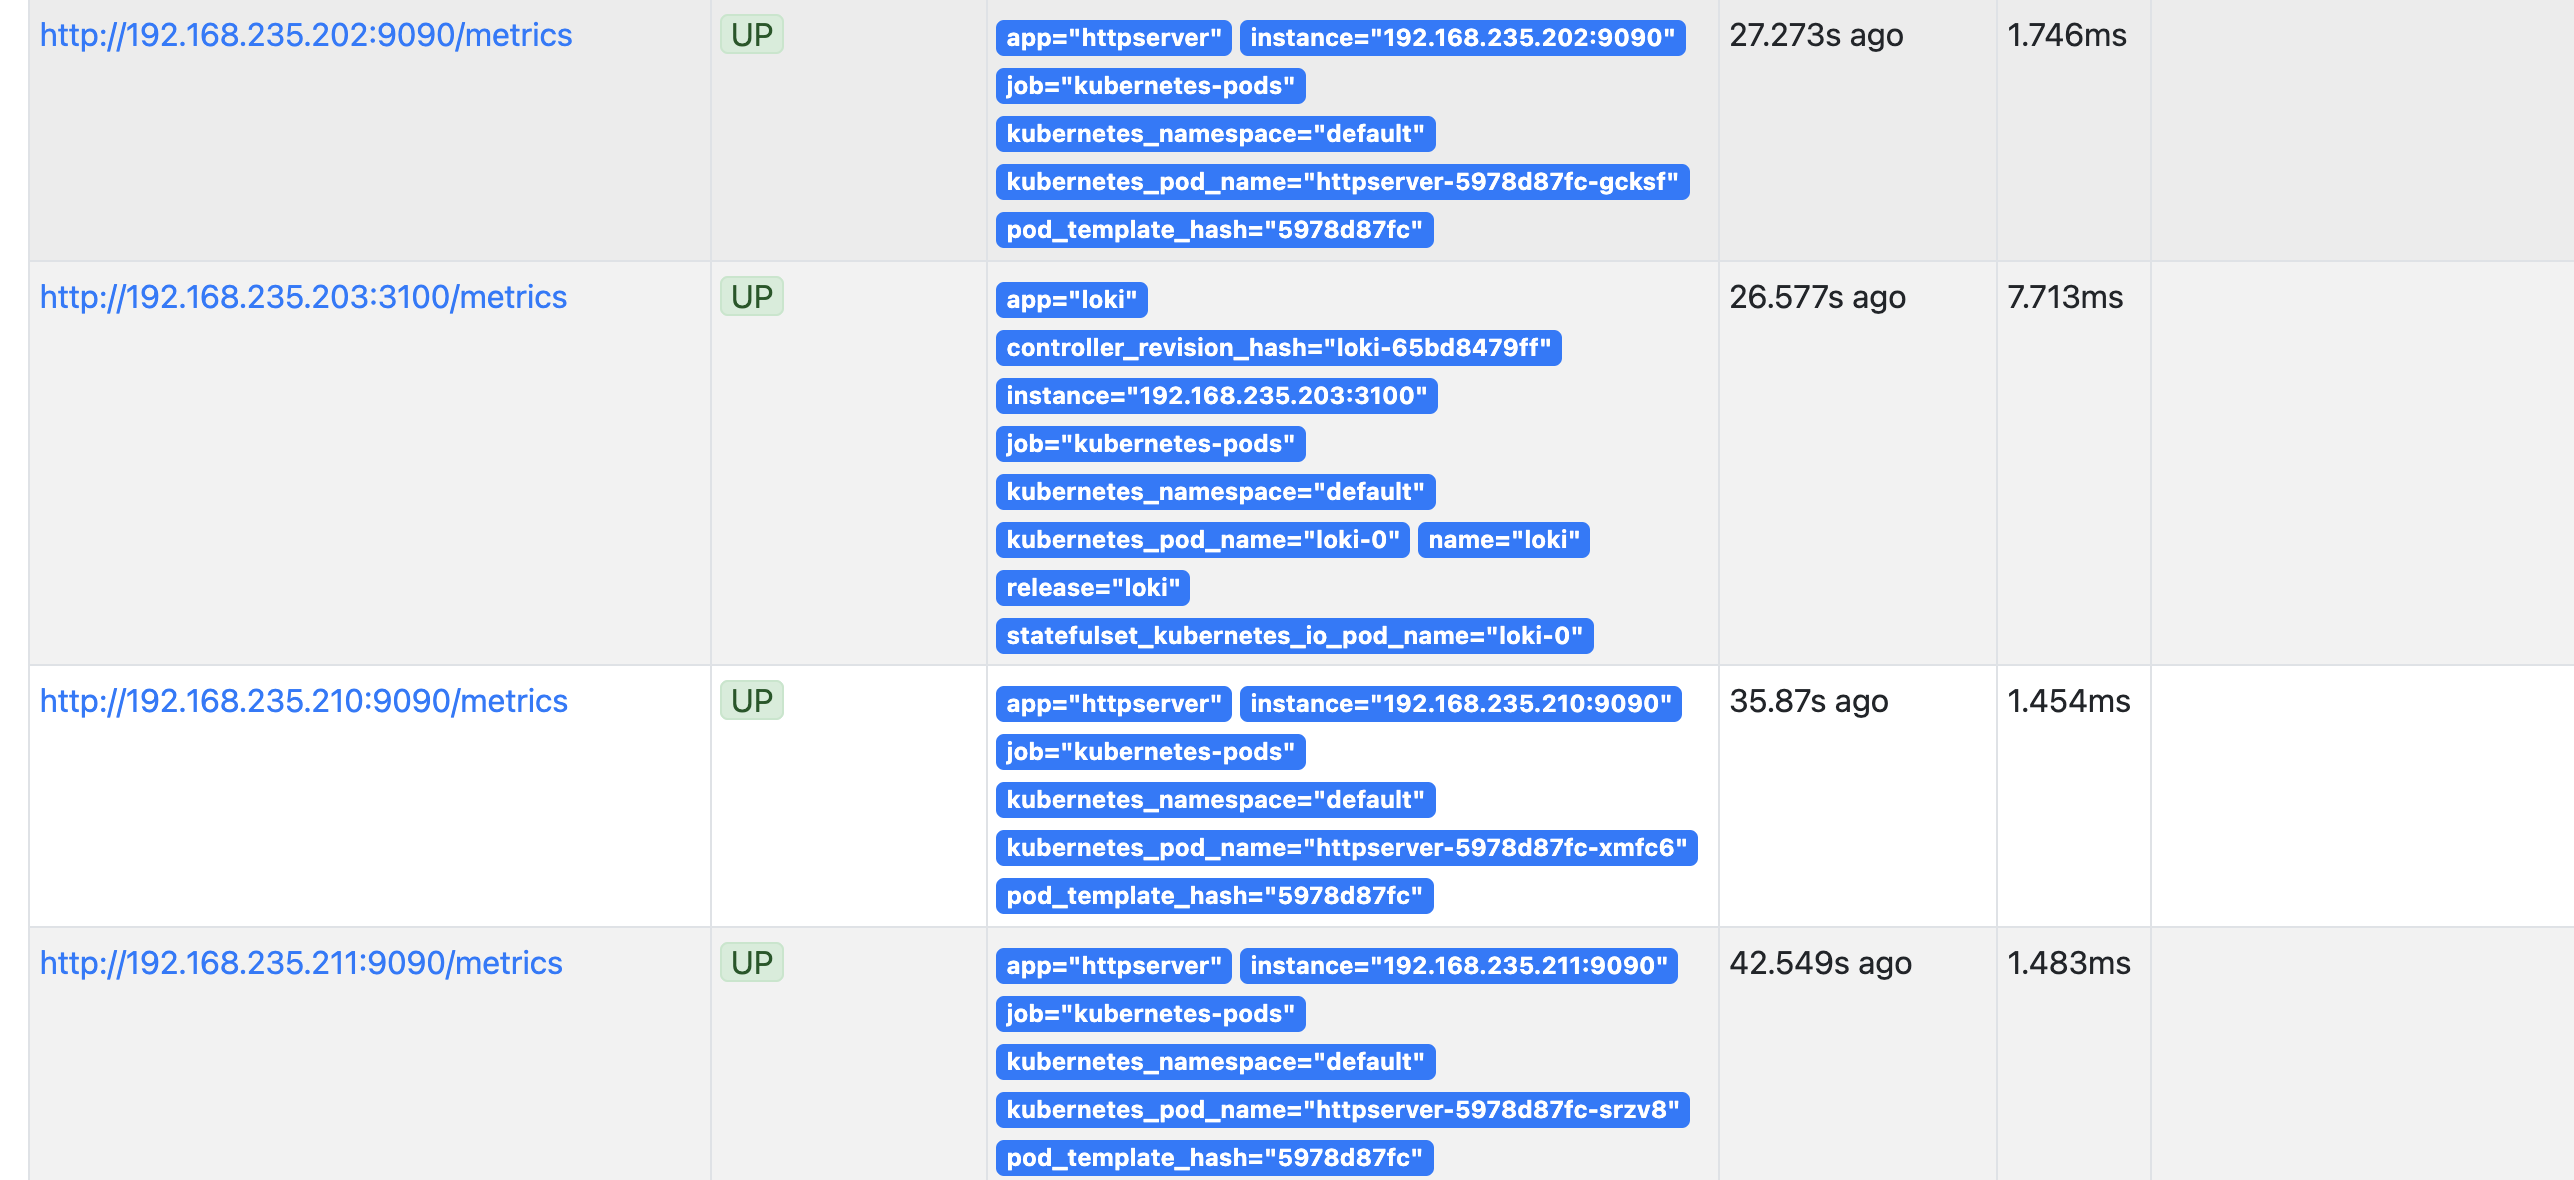 http://192.168.235.202:9090/metrics UP app="httpserver" instance="192.168.235.202:9090" 27.273s ago 1.746ms
job="kubernetes-pods"
kubernetes_namespace="default"
kubernetes_pod_name="httpserver-5978d87fc-gcksf"
pod_template_hash="5978d87fc"
http://192.168.235.203:3100/metrics UP app="loki" 26.577s ago 7.713ms
controller_revision_hash="loki-65bd8479ff"
instance="192.168.235.203:3100"
job="kubernetes-pods"
kubernetes_namespace="default"
kubernetes_pod_name="loki-0" name="loki"
release="loki"
statefulset_kubernetes_io_pod_name="loki-0"
http://192.168.235.210:9090/metrics UP app="httpserver" instance="192.168.235.210:9090" 35.87s ago 1.454ms
job="kubernetes-pods"
kubernetes_namespace="default"
kubernetes_pod_name="httpserver-5978d87fc-xmfc6"
pod_template_hash="5978d87fc"
http://192.168.235.211:9090/metrics UP app="httpserver" instance="192.168.235.211:9090" 42.549s ago 1.483ms
job="kubernetes-pods"
kubernetes_namespace="default"
kubernetes_pod_name="httpserver-5978d87fc-srzv8"
pod_template_hash="5978d87fc"